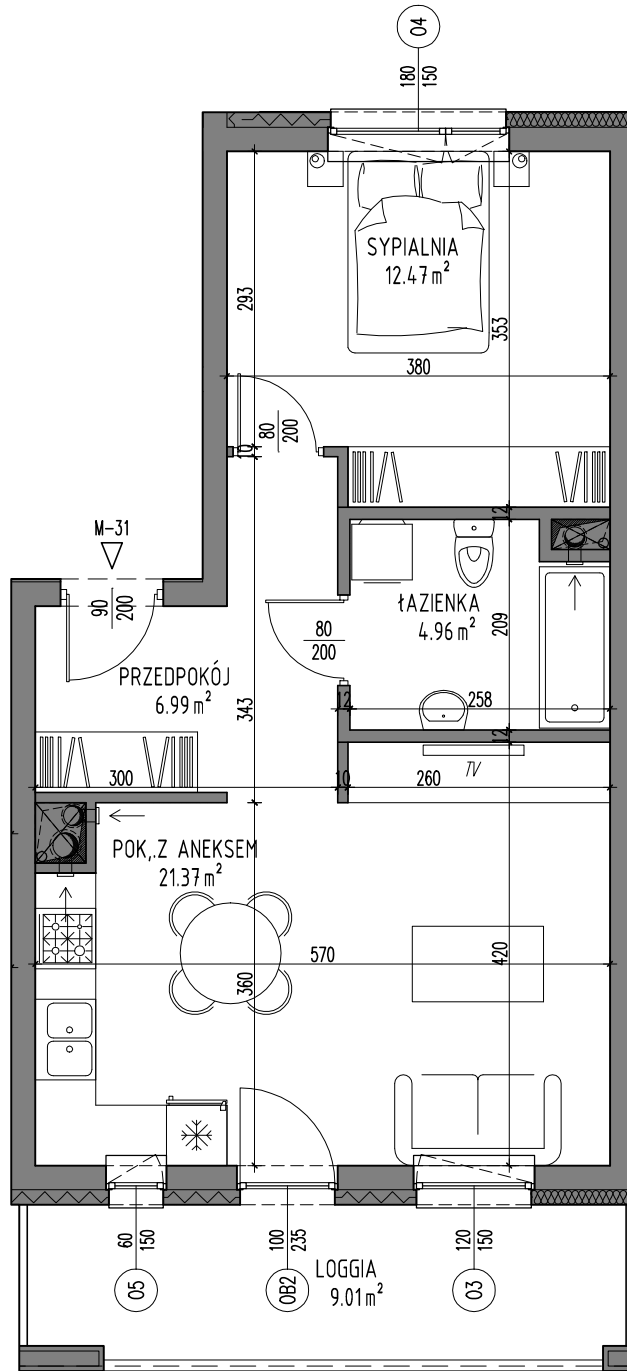 04
180
150
SYPIALNIA
12.47 m²
293
353
380
80
200
10
12
M-31
90
200
ŁAZIENKA
4.96 m²
209
80
200
PRZEDPOKÓJ
6.99 m²
343
12
258
12
TV
300
10
260
POK,.Z ANEKSEM
21.37 m²
570
360
420
60
150
100
235
120
150
05
OB2
03
LOGGIA
9.01 m²